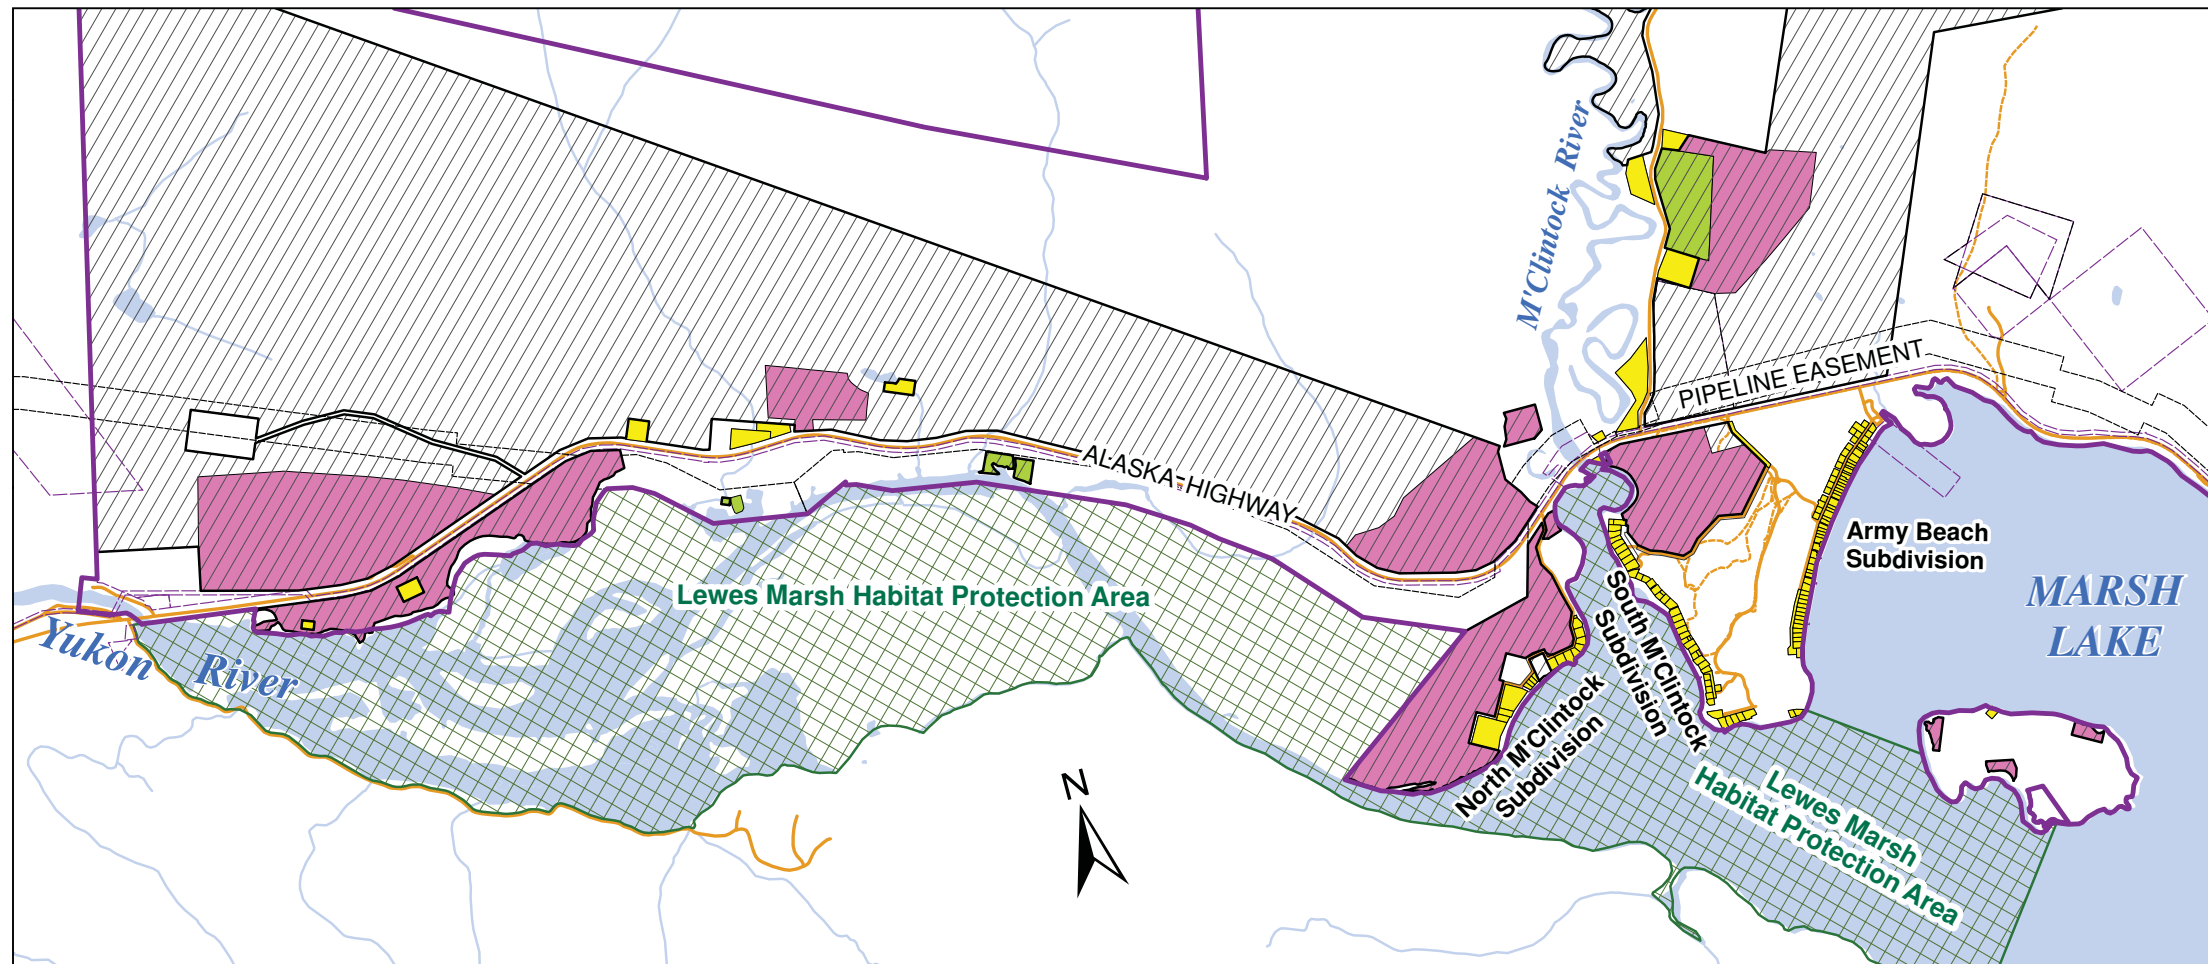 M'Clintock River
PIPELINE EASEMENT
ALASKA HIGHWAY
Army Beach
Subdivision
MARSH
LAKE
Lewes Marsh Habitat Protection Area
Yukon River
South M'Clintock
Subdivision
North M'Clintock
Subdivision
Lewes Marsh
Habitat Protection Area
N